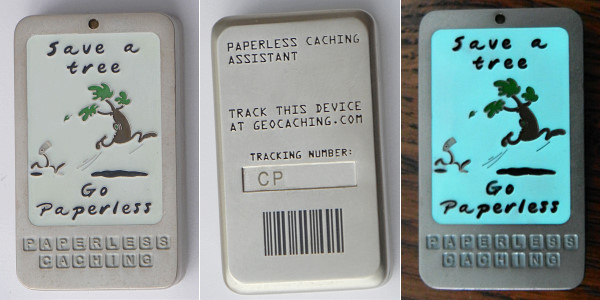 Save a
tree
Go
Paperless
PAPERLESS
CACHING
PAPERLESS CACHING
ASSISTANT
TRACK THIS DEVICE
AT GEOCACHING.COM
TRACKING NUMBER:
CP
Save a
tree
Go
Paperless
PAPERLESS
CACHING